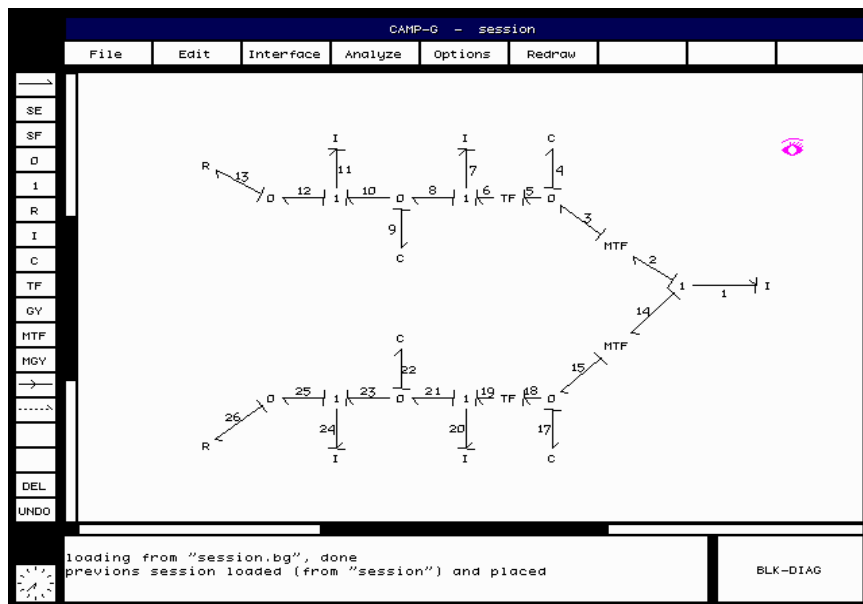 CAMP-G - session
File Edit Interface Analyze Options Redraw
SE
SF
0
1
R
I
C
TF
GY
MTF
MGY
DEL
UNDO
I I C
R 13 11 7 4
0 12 1 10 0 8 1 6 TF 5 0
9 3
C MTF
2
1 1 I
14
C MTF
22 15
0 25 1 23 0 21 1 19 TF 18 0
26 24 20 17
R I I C
loading from "session.bg", done
previons session loaded (from "session") and placed
BLK-DIAG